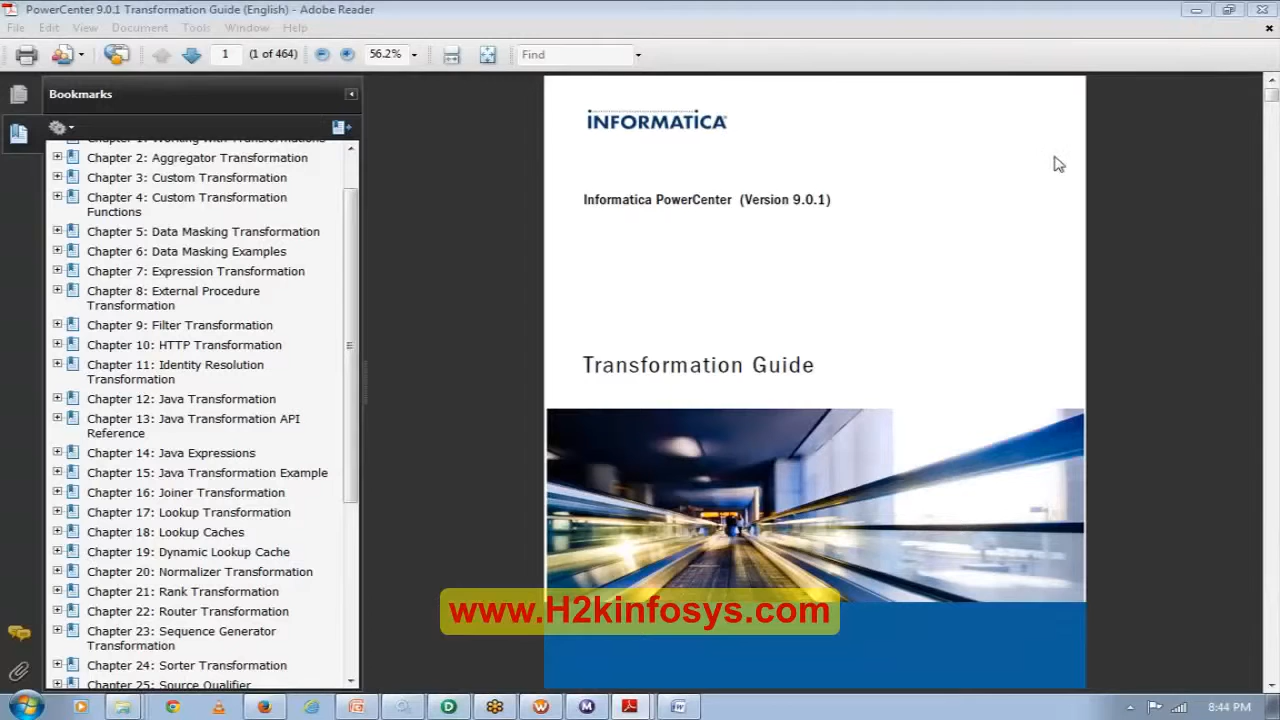 PowerCenter 9.0.1 Transformation Guide (English) - Adobe Reader
File Edit View Document Tools Window Help
1 (1 of 464) 56.2% Find
Bookmarks
Chapter 1: Working with Transformations
Chapter 2: Aggregator Transformation
Chapter 3: Custom Transformation
Chapter 4: Custom Transformation
Functions
Chapter 5: Data Masking Transformation
Chapter 6: Data Masking Examples
Chapter 7: Expression Transformation
Chapter 8: External Procedure
Transformation
Chapter 9: Filter Transformation
Chapter 10: HTTP Transformation
Chapter 11: Identity Resolution
Transformation
Chapter 12: Java Transformation
Chapter 13: Java Transformation API
Reference
Chapter 14: Java Expressions
Chapter 15: Java Transformation Example
Chapter 16: Joiner Transformation
Chapter 17: Lookup Transformation
Chapter 18: Lookup Caches
Chapter 19: Dynamic Lookup Cache
Chapter 20: Normalizer Transformation
Chapter 21: Rank Transformation
Chapter 22: Router Transformation
Chapter 23: Sequence Generator
Transformation
Chapter 24: Sorter Transformation
Chapter 25: Source Qualifier
INFORMATICA
Informatica PowerCenter (Version 9.0.1)
Transformation Guide
www.H2kinfosys.com
8:44 PM